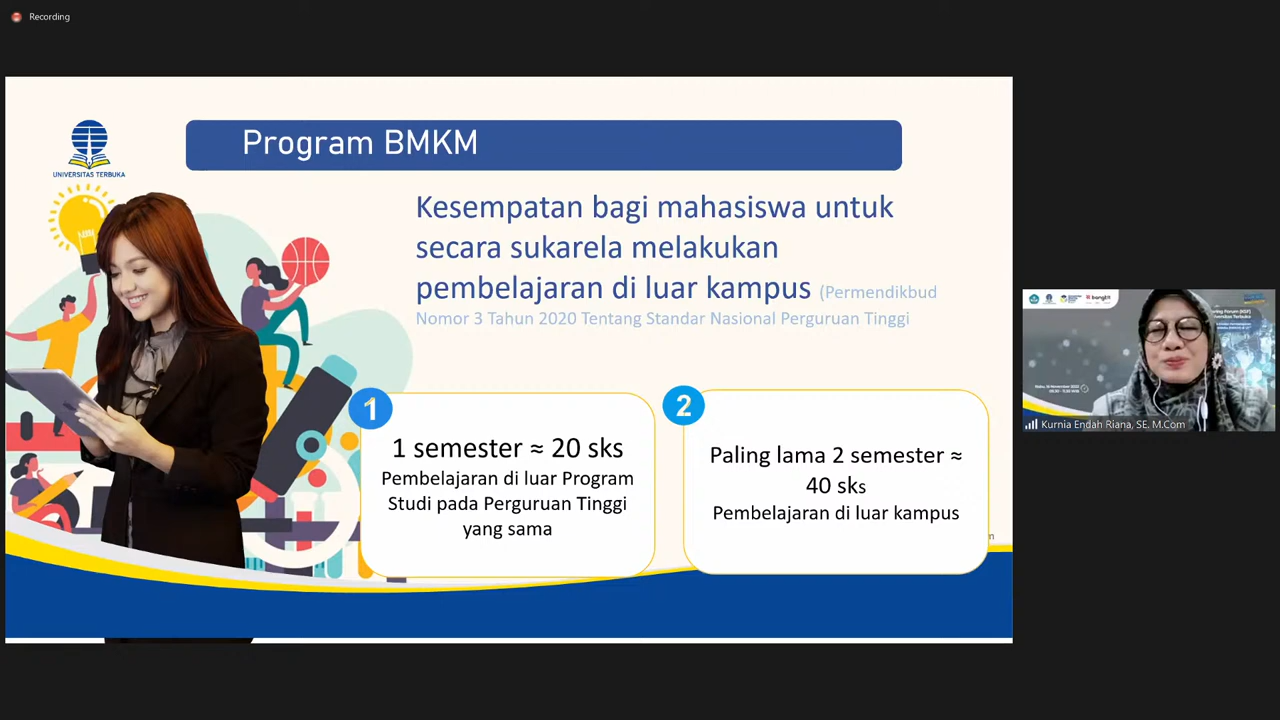 Recording
UNIVERSITAS TERBUKA
Program BMKM
Kesempatan bagi mahasiswa untuk
secara sukarela melakukan
pembelajaran di luar kampus (Permendikbud
Nomor 3 Tahun 2020 Tentang Standar Nasional Perguruan Tinggi
1
1 semester ≈ 20 sks
Pembelajaran di luar Program
Studi pada Perguruan Tinggi
yang sama
2
Paling lama 2 semester ≈
40 sks
Pembelajaran di luar kampus
Kurnia Endah Riana, SE. M.Com